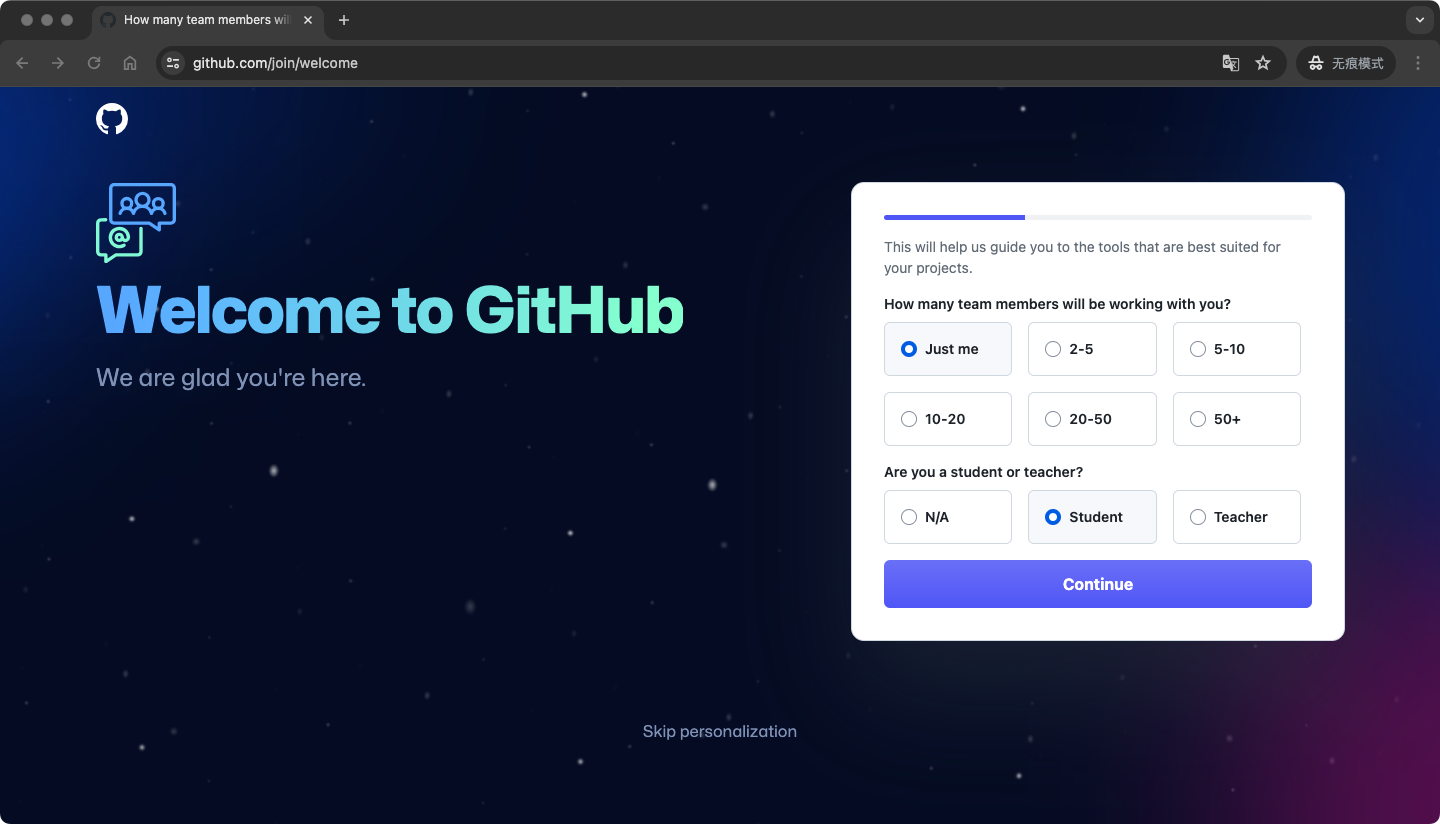 How many team members wil
github.com/join/welcome
无痕模式
Welcome to GitHub
We are glad you're here.
This will help us guide you to the tools that are best suited for
your projects.
How many team members will be working with you?
Just me
2-5
5-10
10-20
20-50
50+
Are you a student or teacher?
N/A
Student
Teacher
Continue
Skip personalization